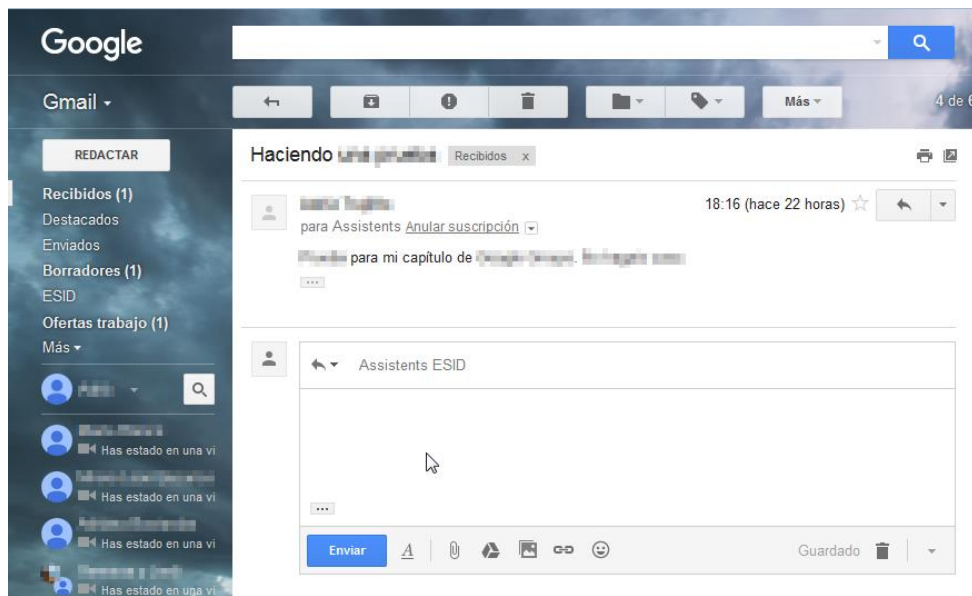 Google
Gmail
Más
4 de
REDACTAR
Haciendo
Recibidos x
Recibidos (1)
Destacados
Enviados
Borradores (1)
ESID
Ofertas trabajo (1)
Más
18:16 (hace 22 horas)
para Assistents Anular suscripción
para mi capítulo de
Assistents ESID
Has estado en una vi
Has estado en una vi
Has estado en una vi
Has estado en una vi
Enviar
A
Guardado